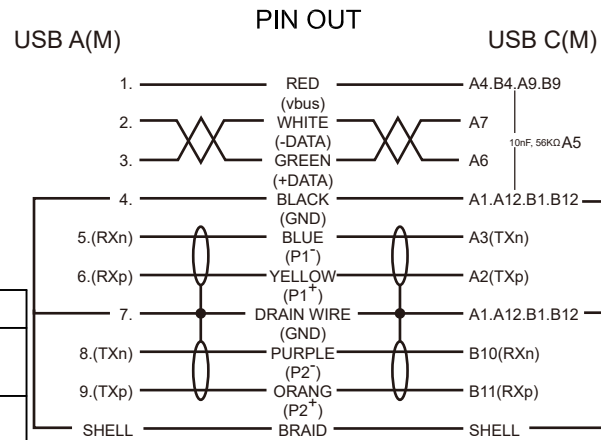 PIN OUT
USB A(M) USB C(M)
1. RED A4.B4.A9.B9
(vbus)
2. WHITE A7
(-DATA) 10nF, 56KΩ A5
3. GREEN A6
(+DATA)
4. BLACK A1.A12.B1.B12
(GND)
5.(RXn) BLUE A3(TXn)
(P1-)
6.(RXp) YELLOW A2(TXp)
(P1+)
7. DRAIN WIRE A1.A12.B1.B12
(GND)
8.(TXn) PURPLE B10(RXn)
(P2-)
9.(TXp) ORANG B11(RXp)
(P2+)
SHELL BRAID SHELL